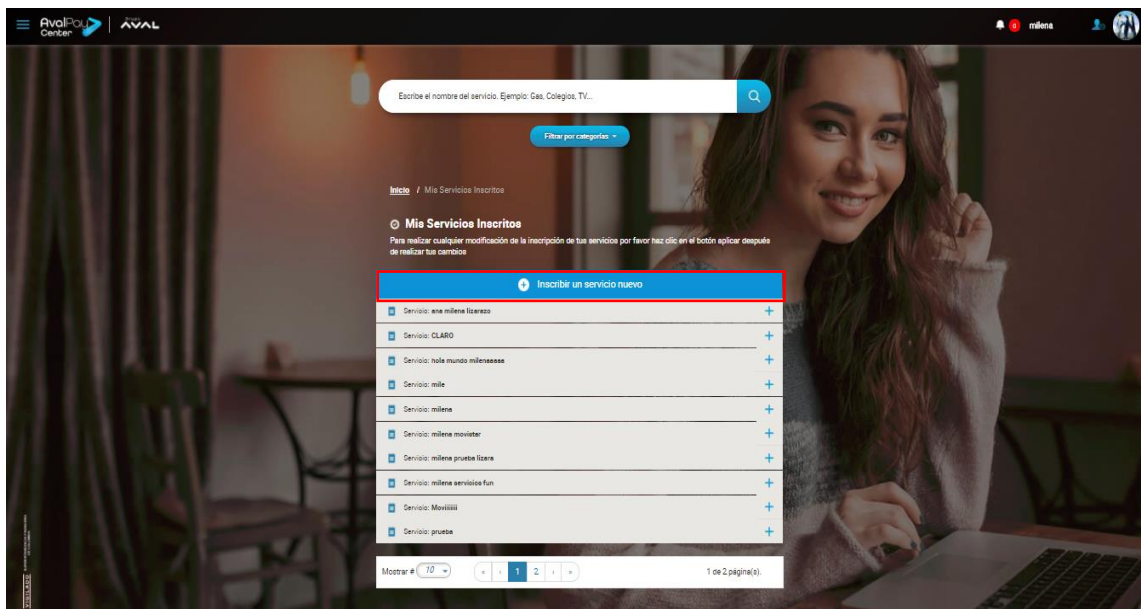 AvalPay Center
Grupo AVAL
0
milena
Escribe el nombre del servicio. Ejemplo: Gas, Colegios, TV...
Filtrar por categorías
Inicio / Mis Servicios Inscritos
Mis Servicios Inscritos
Para realizar cualquier modificación de la inscripción de tus servicios por favor haz clic en el botón aplicar después
de realizar tus cambios
Inscribir un servicio nuevo
Servicio: ana milena lizarazo
Servicio: CLARO
Servicio: hola mundo milenaaaaa
Servicio: mile
Servicio: milena
Servicio: milena movistar
Servicio: milena prueba lizara
Servicio: milena servicios fun
Servicio: Moviiiiiii
Servicio: prueba
Mostrar # 10 « ‹ 1 2 › » 1 de 2 página(s).
VIGILADO